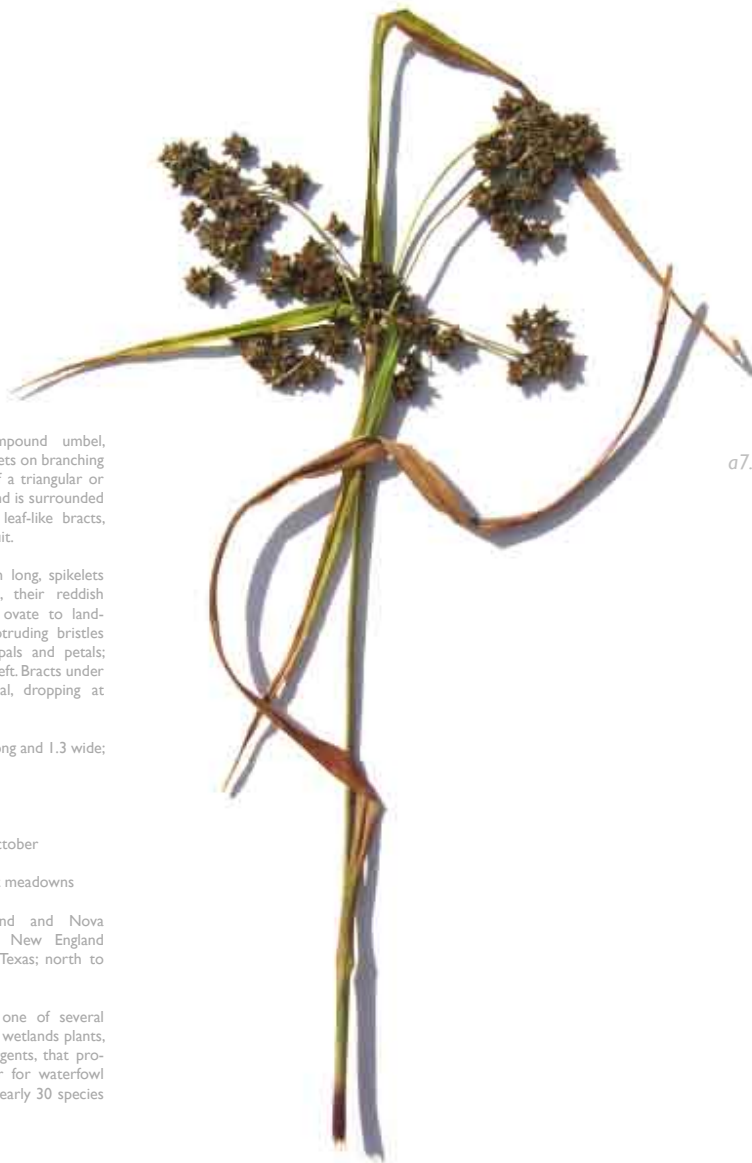 mpound umbel,
ets on branching
f a triangular or
nd is surrounded
leaf-like bracts,
it.
n long, spikelets
, their reddish
ovate to land-
otruding bristles
pals and petals;
eft. Bracts under
al, dropping at
ong and 1.3 wide;
ctober
meadowns
nd and Nova
New England
Texas; north to
one of several
wetlands plants,
gents, that pro-
r for waterfowl
early 30 species
a7.